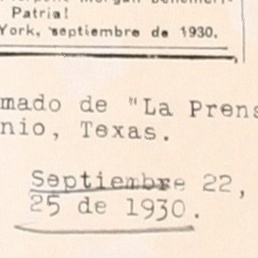 Patria!
York, septiembre de 1930.
mado de "La Prens
nio, Texas.
Septiembre 22,
25 de 1930.